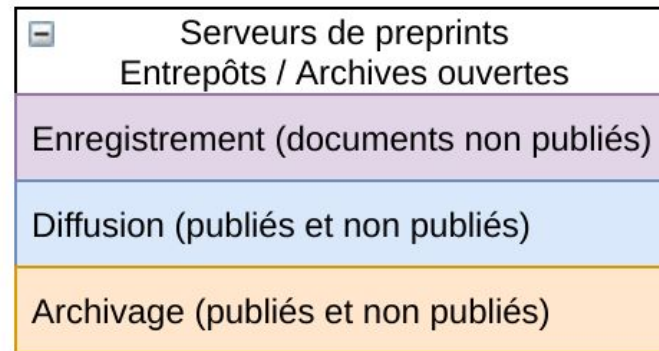 Serveurs de preprints
Entrepôts / Archives ouvertes
Enregistrement (documents non publiés)
Diffusion (publiés et non publiés)
Archivage (publiés et non publiés)